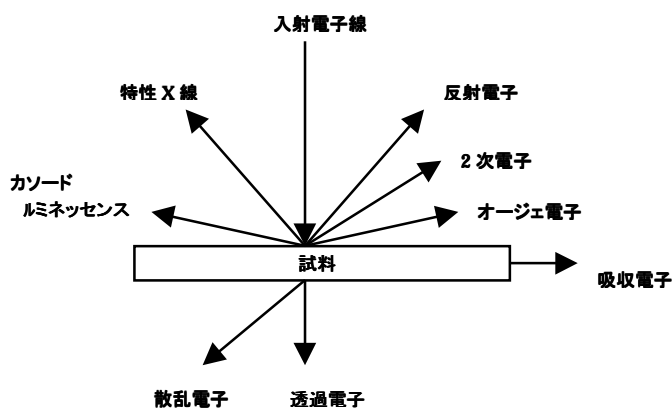 入射電子線
特性 X 線
反射電子
2 次電子
カソード
ルミネッセンス
オージェ電子
試料
吸収電子
散乱電子
透過電子